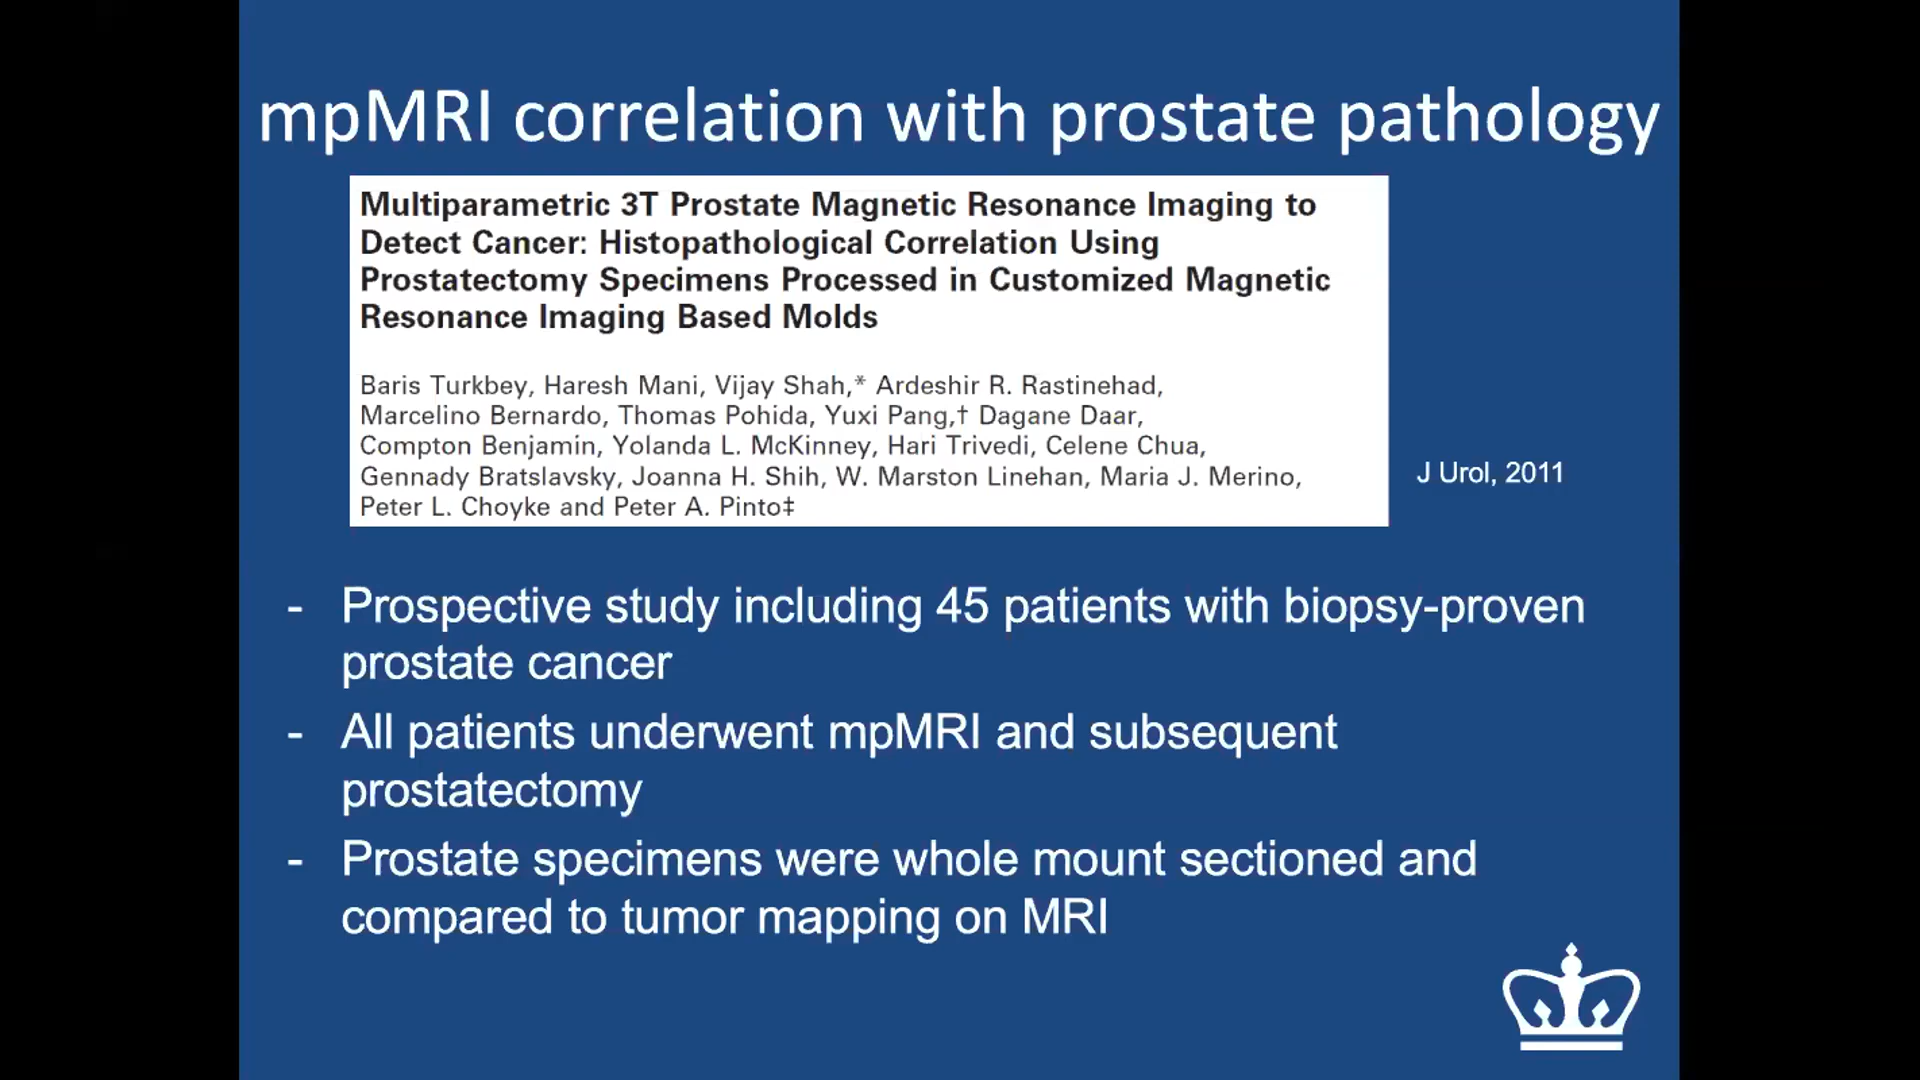 mpMRI correlation with prostate pathology
Multiparametric 3T Prostate Magnetic Resonance Imaging to
Detect Cancer: Histopathological Correlation Using
Prostatectomy Specimens Processed in Customized Magnetic
Resonance Imaging Based Molds
Baris Turkbey, Haresh Mani, Vijay Shah,* Ardeshir R. Rastinehad,
Marcelino Bernardo, Thomas Pohida, Yuxi Pang,† Dagane Daar,
Compton Benjamin, Yolanda L. McKinney, Hari Trivedi, Celene Chua,
Gennady Bratslavsky, Joanna H. Shih, W. Marston Linehan, Maria J. Merino,
Peter L. Choyke and Peter A. Pinto‡
J Urol, 2011
- Prospective study including 45 patients with biopsy-proven
prostate cancer
- All patients underwent mpMRI and subsequent
prostatectomy
- Prostate specimens were whole mount sectioned and
compared to tumor mapping on MRI